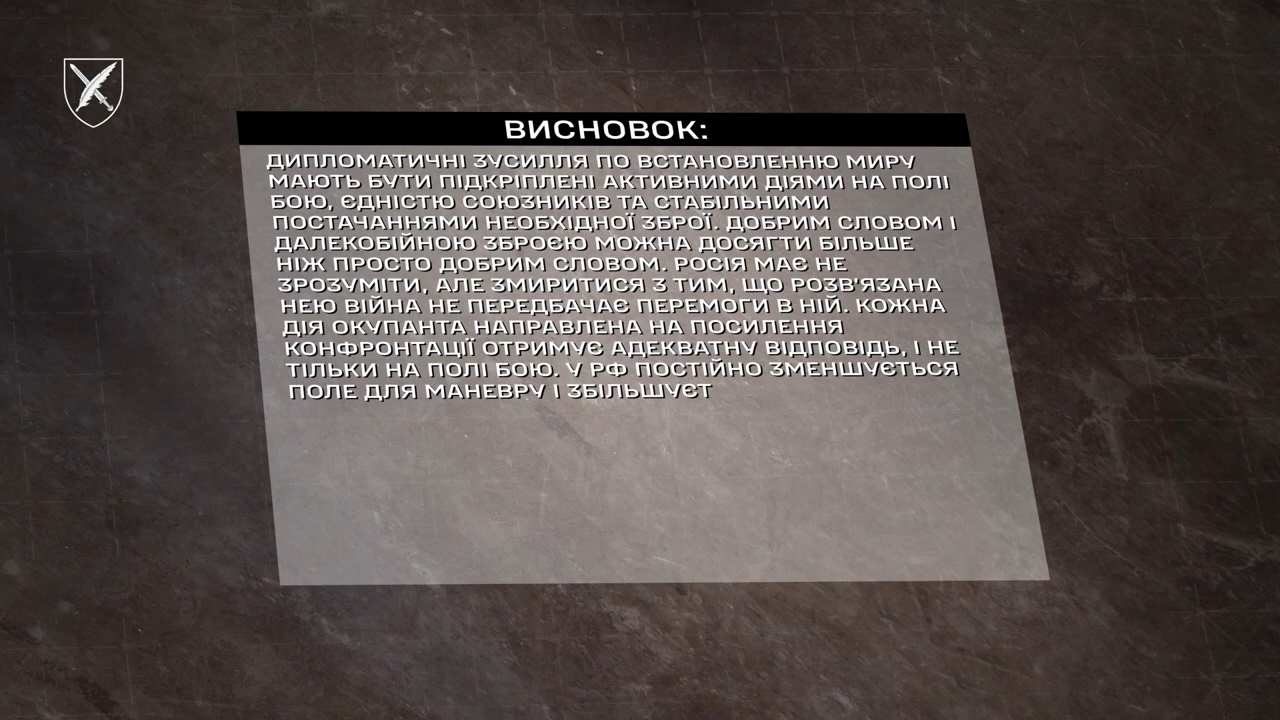 ВИСНОВОК:
ДИПЛОМАТИЧНІ ЗУСИЛЛЯ ПО ВСТАНОВЛЕННЮ МИРУ
МАЮТЬ БУТИ ПІДКРІПЛЕНІ АКТИВНИМИ ДІЯМИ НА ПОЛІ
БОЮ, ЄДНІСТЮ СОЮЗНИКІВ ТА СТАБІЛЬНИМИ
ПОСТАЧАННЯМИ НЕОБХІДНОЇ ЗБРОЇ. ДОБРИМ СЛОВОМ І
ДАЛЕКОБІЙНОЮ ЗБРОЄЮ МОЖНА ДОСЯГТИ БІЛЬШЕ
НІЖ ПРОСТО ДОБРИМ СЛОВОМ. РОСІЯ МАЄ НЕ
ЗРОЗУМІТИ, АЛЕ ЗМИРИТИСЯ З ТИМ, ЩО РОЗВ'ЯЗАНА
НЕЮ ВІЙНА НЕ ПЕРЕДБАЧАЄ ПЕРЕМОГИ В НІЙ. КОЖНА
ДІЯ ОКУПАНТА НАПРАВЛЕНА НА ПОСИЛЕННЯ
КОНФРОНТАЦІЇ ОТРИМУЄ АДЕКВАТНУ ВІДПОВІДЬ, І НЕ
ТІЛЬКИ НА ПОЛІ БОЮ. У РФ ПОСТІЙНО ЗМЕНШУЄТЬСЯ
ПОЛЕ ДЛЯ МАНЕВРУ І ЗБІЛЬШУЄТ